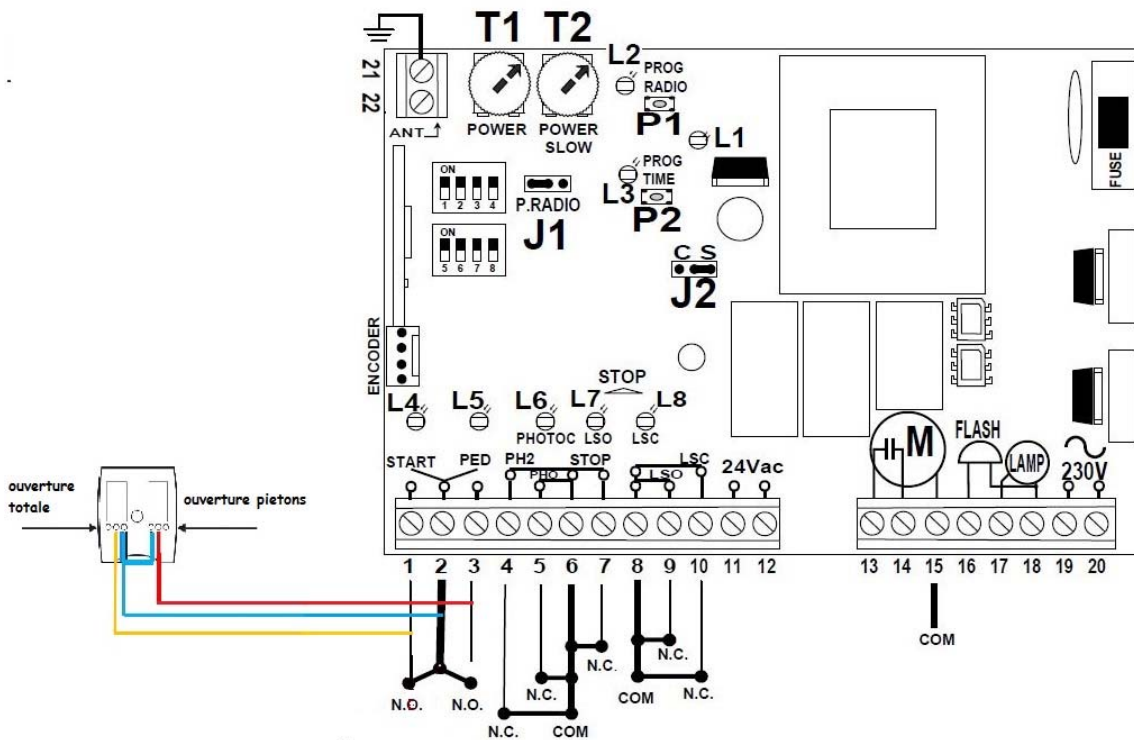 T1 T2
L2
PROG
RADIO
P1
21
22
ANT
POWER
POWER
SLOW
L1
PROG
TIME
L3
P2
FUSE
ON
1 2 3 4
P.RADIO
J1
ON
5 6 7 8
C S
J2
ENCODER
STOP
L4 L5 L6 L7 L8
PHOTOC LSO LSC
M
FLASH
LAMP
230V
START PED PH2 STOP LSC
PHO LSO
24Vac
ouverture
totale
ouverture pietons
1 2 3 4 5 6 7 8 9 10 11 12
13 14 15 16 17 18 19 20
COM
N.C.
N.C.
N.C.
COM
N.C.
N.O.
N.O.
N.C.
COM